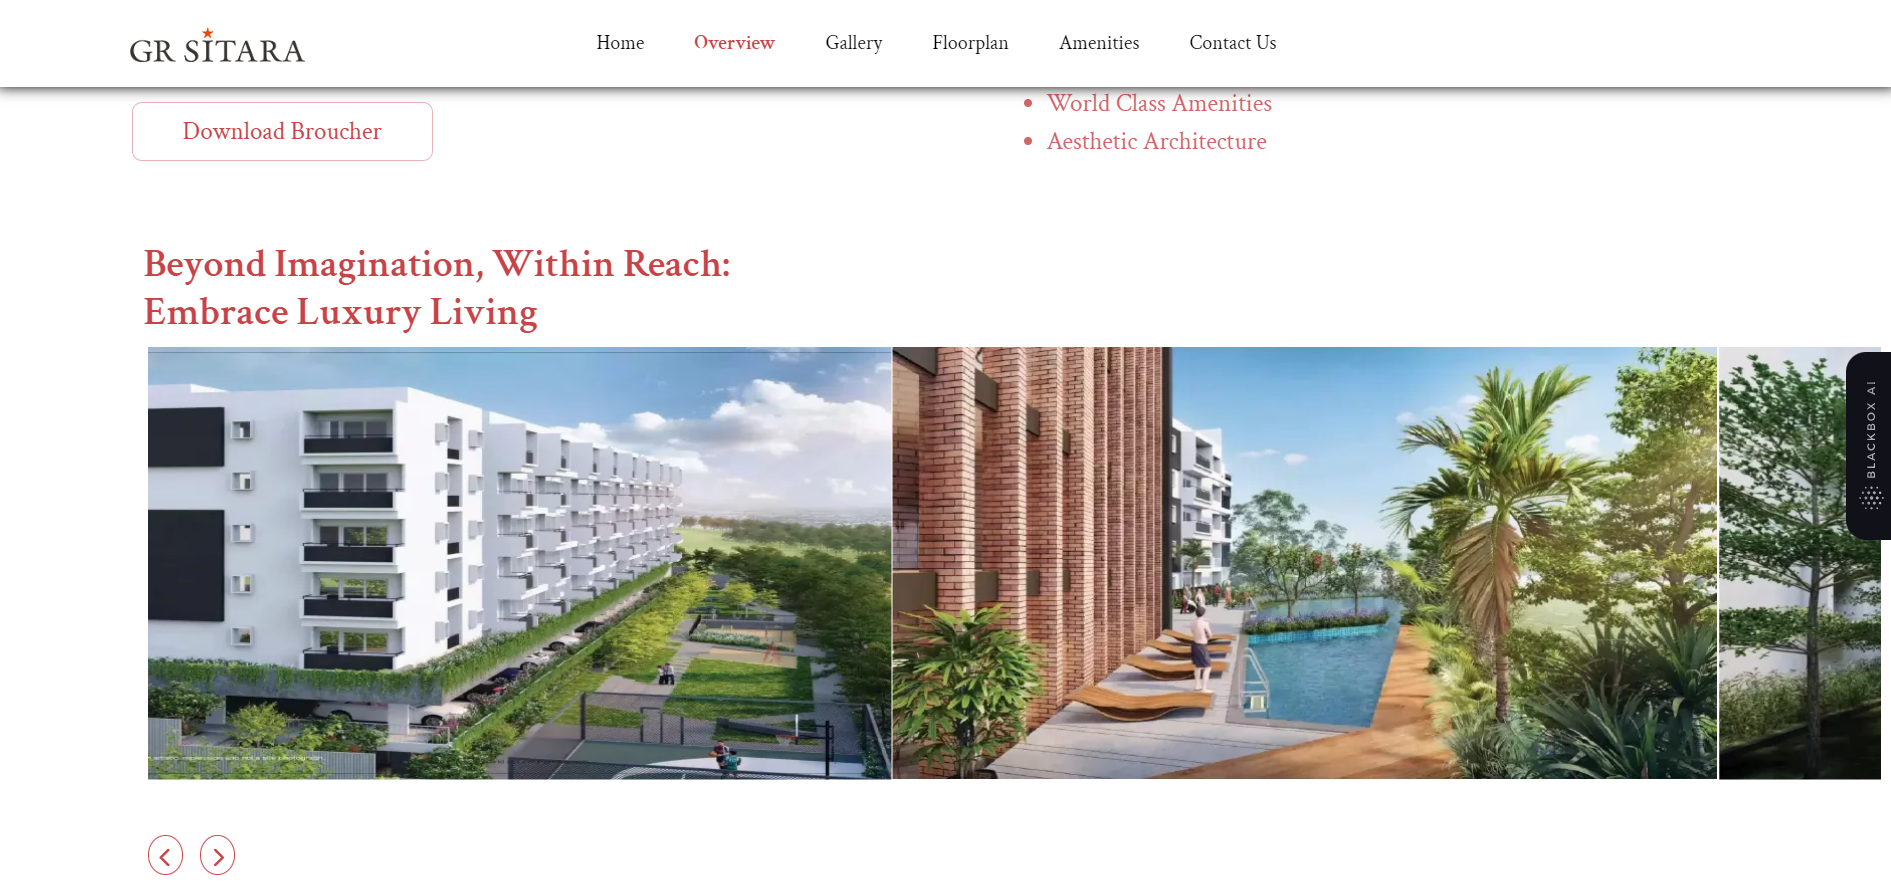 GR SITARA
Home
Overview
Gallery
Floorplan
Amenities
Contact Us
Download Broucher
World Class Amenities
Aesthetic Architecture
Beyond Imagination, Within Reach:
Embrace Luxury Living
BLACKBOX AI